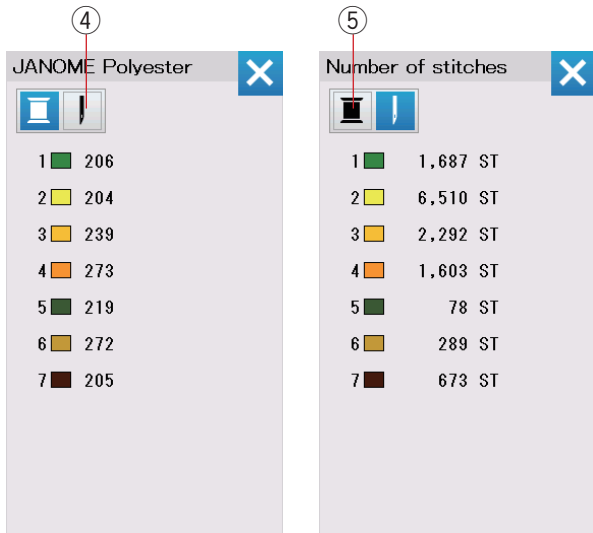 ④
JANOME Polyester
1 206
2 204
3 239
4 273
5 219
6 272
7 205
⑤
Number of stitches
1 1,687 ST
2 6,510 ST
3 2,292 ST
4 1,603 ST
5 78 ST
6 289 ST
7 673 ST